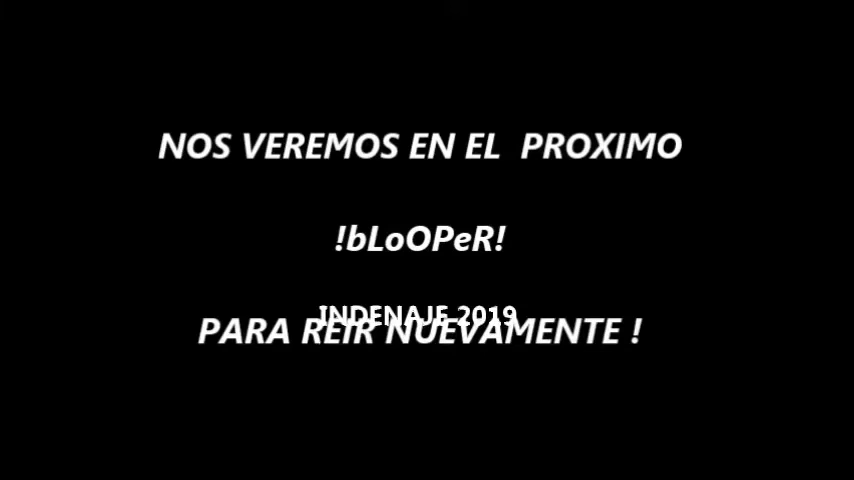 NOS VEREMOS EN EL PROXIMO
!bLoOPeR!
INDENAJE 2019
PARA REIR NUEVAMENTE !